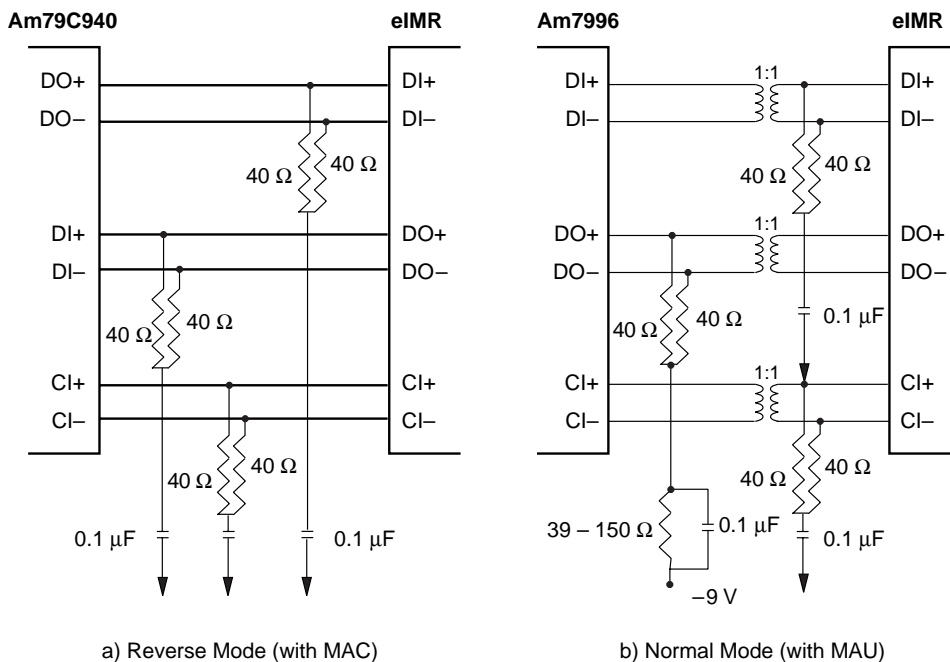 Am79C940
eIMR
DO+
DI+
DO–
DI–
40 Ω
40 Ω
DI+
DO+
DI–
DO–
40 Ω
40 Ω
CI+
CI+
CI–
CI–
40 Ω
40 Ω
0.1 µF
0.1 µF
a) Reverse Mode (with MAC)
Am7996
eIMR
1:1
DI+
DI+
DI–
DI–
40 Ω
40 Ω
1:1
DO+
DO+
DO–
DO–
40 Ω
40 Ω
0.1 µF
1:1
CI+
CI+
CI–
CI–
40 Ω
40 Ω
39 – 150 Ω
0.1 µF
0.1 µF
–9 V
b) Normal Mode (with MAU)